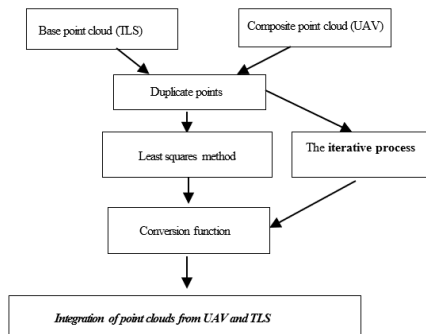 Base point cloud (TLS)
Composite point cloud (UAV)
Duplicate points
Least squares method
The iterative process
Conversion function
Integration of point clouds from UAV and TLS